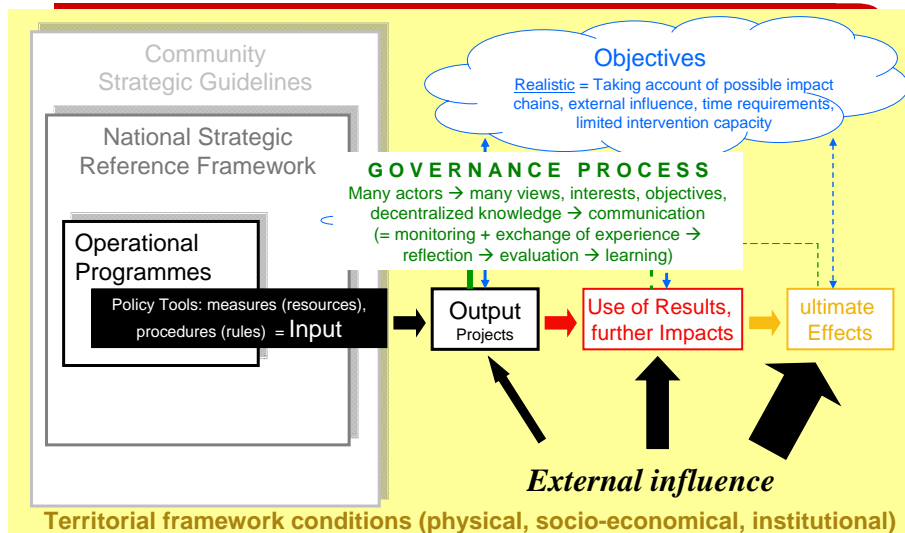 Community
Strategic Guidelines
National Strategic
Reference Framework
Operational
Programmes
Policy Tools: measures (resources),
procedures (rules)  = Input
Objectives
Realistic = Taking account of possible impact
chains, external influence, time requirements,
limited intervention capacity
GOVERNANCE PROCESS
Many actors → many views, interests, objectives,
decentralized knowledge → communication
(= monitoring + exchange of experience →
reflection → evaluation → learning)
Output
Projects
Use of Results,
further Impacts
ultimate
Effects
External influence
Territorial framework conditions (physical, socio-economical, institutional)